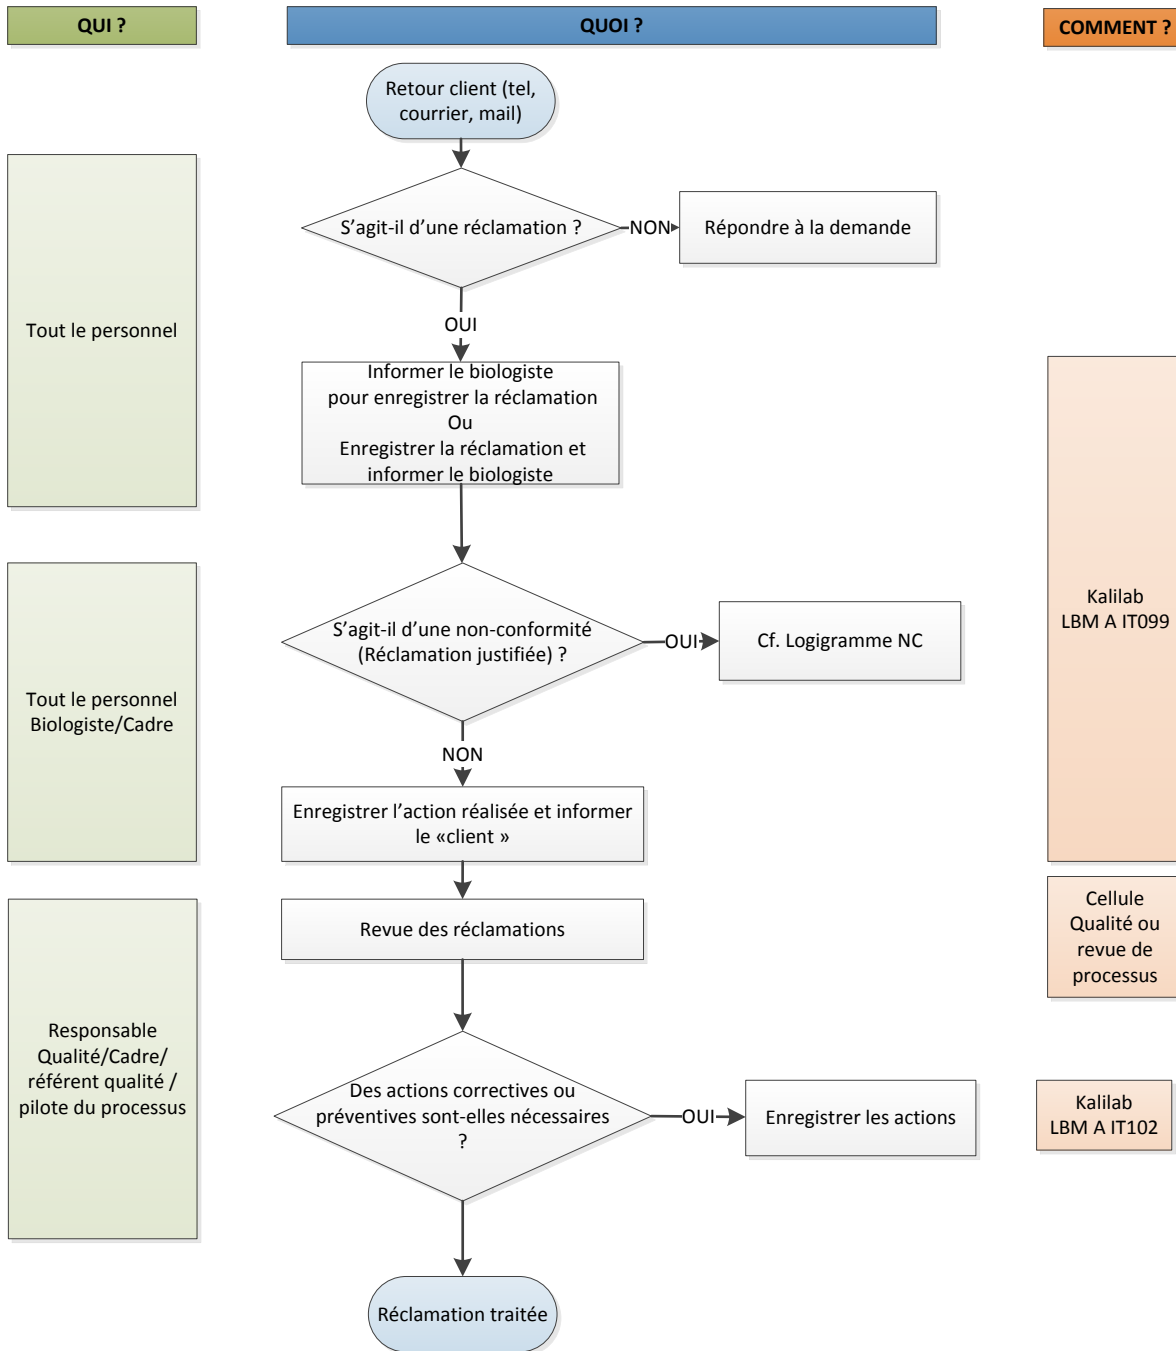 QUI ?
QUOI ?
COMMENT ?
Retour client (tel,
courrier, mail)
S’agit-il d’une réclamation ?
NON
Répondre à la demande
Tout le personnel
OUI
Informer le biologiste
pour enregistrer la réclamation
Ou
Enregistrer la réclamation et
informer le biologiste
Kalilab
LBM A IT099
S’agit-il d’une non-conformité
(Réclamation justifiée) ?
OUI
Cf. Logigramme NC
Tout le personnel
Biologiste/Cadre
NON
Enregistrer l’action réalisée et informer
le «client »
Revue des réclamations
Cellule
Qualité ou
revue de
processus
Responsable
Qualité/Cadre/
référent qualité /
pilote du processus
Des actions correctives ou
préventives sont-elles nécessaires
?
OUI
Enregistrer les actions
Kalilab
LBM A IT102
Réclamation traitée